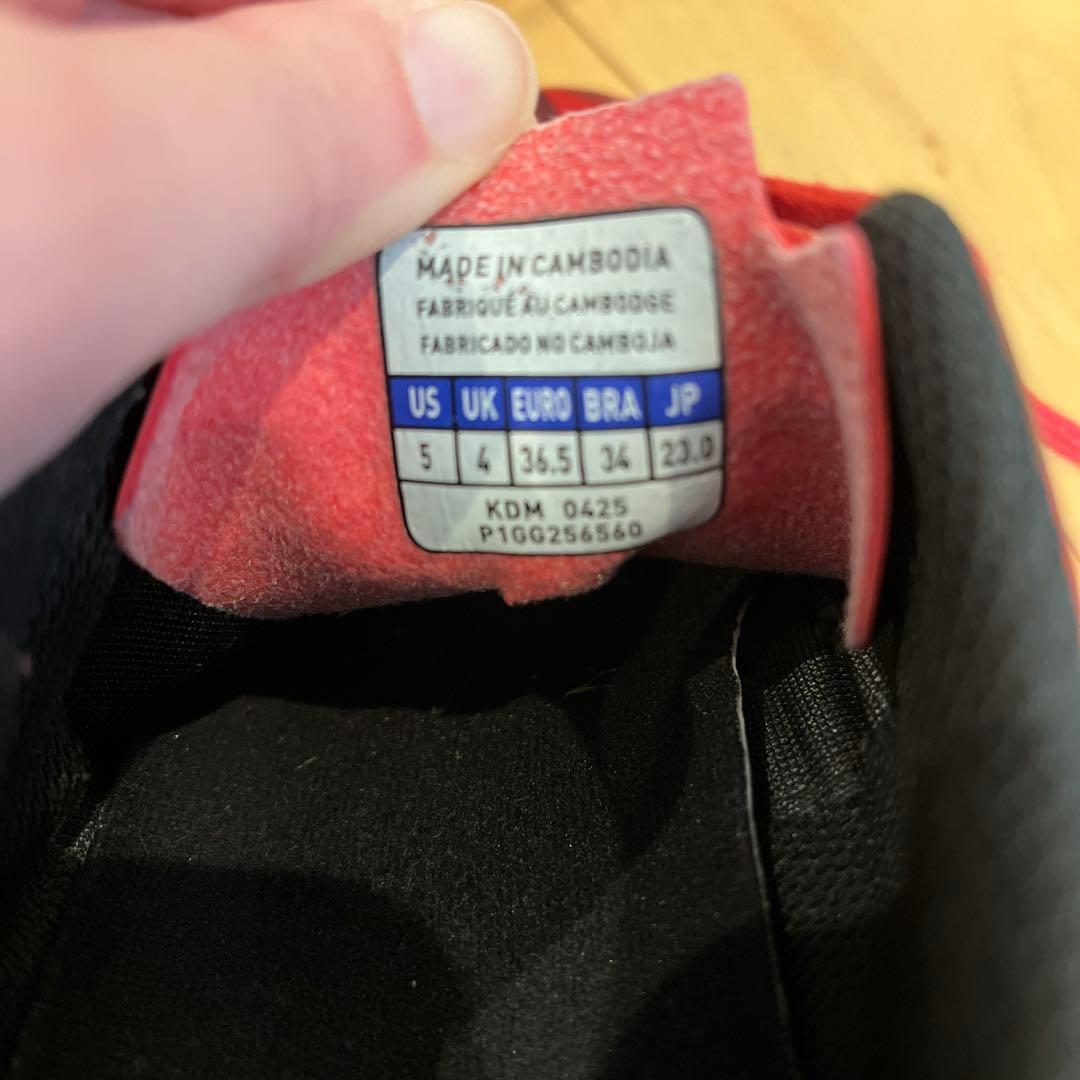 MADE IN CAMBODIA
FABRIQUÉ AU CAMBODGE
FABRICADO NO CAMBOJA
US UK EURO BRA JP
5 4 36.5 34 23.0
KDM 0425
P1GG256560